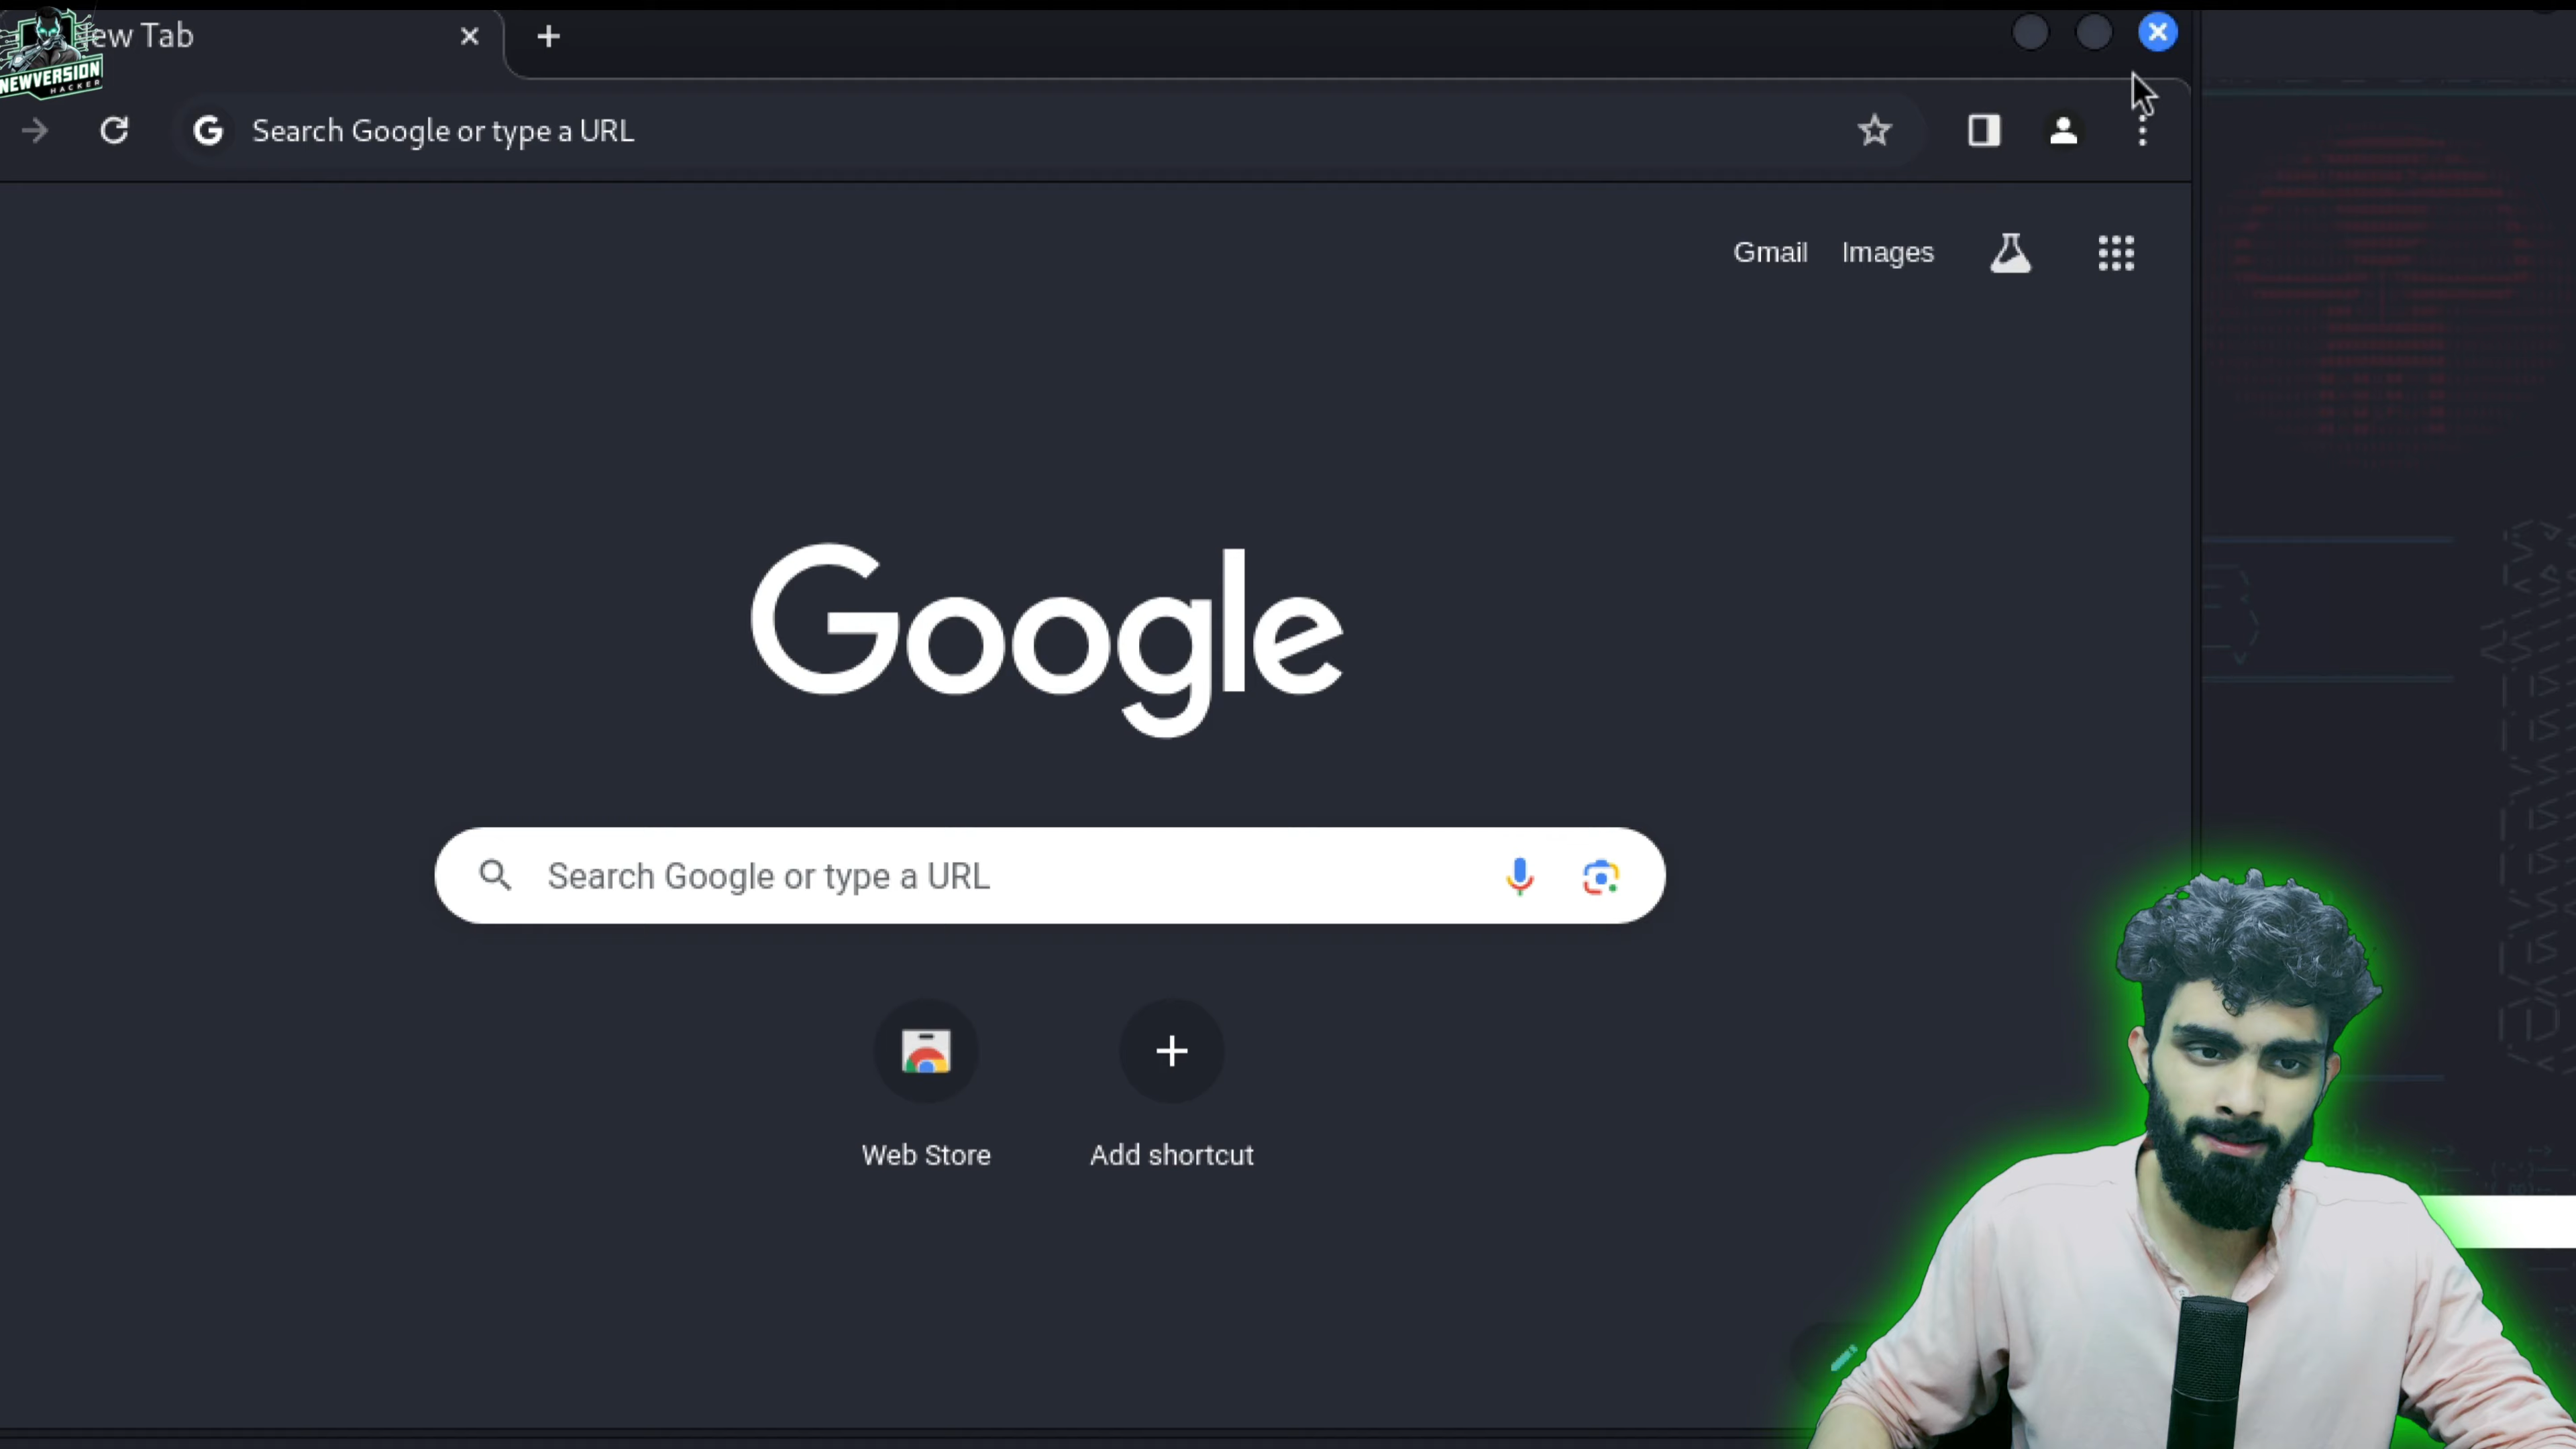 ew Tab
NEWVERSION
HACKER
Search Google or type a URL
Gmail Images
Google
Search Google or type a URL
Web Store
Add shortcut